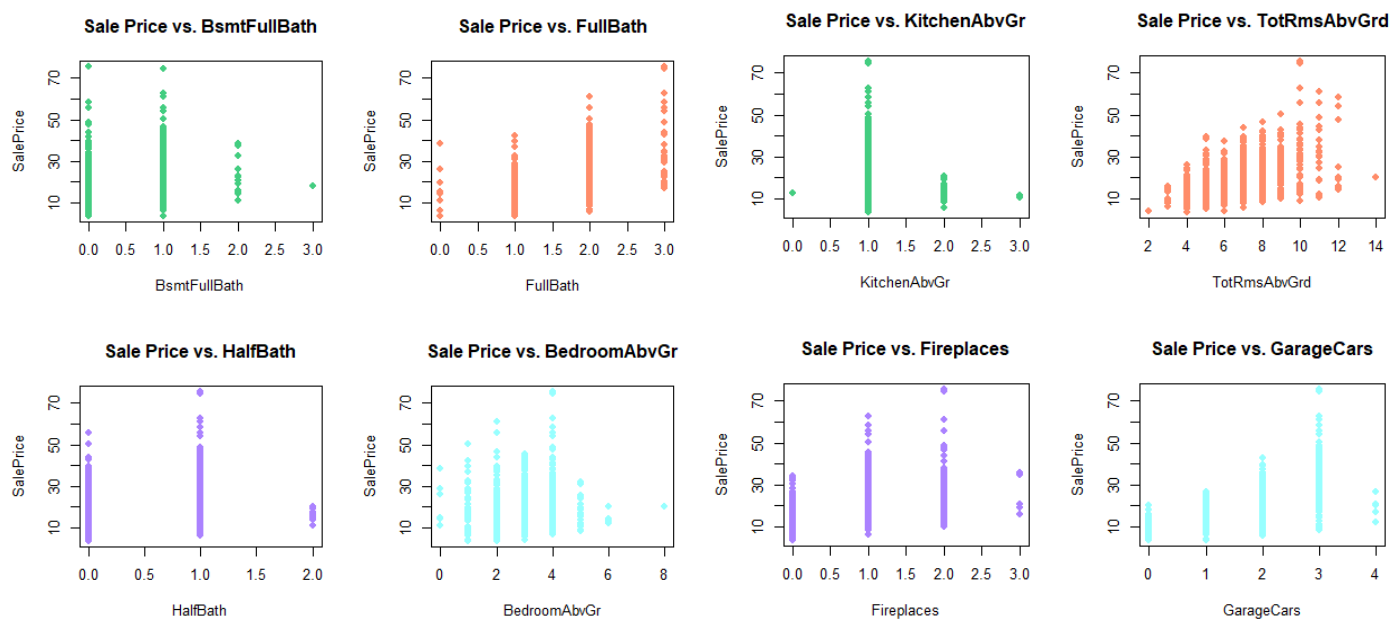 Sale Price vs. BsmtFullBath
SalePrice
70
50
30
10
0.0 0.5 1.0 1.5 2.0 2.5 3.0
BsmtFullBath
Sale Price vs. FullBath
SalePrice
70
50
30
10
0.0 0.5 1.0 1.5 2.0 2.5 3.0
FullBath
Sale Price vs. KitchenAbvGr
SalePrice
70
50
30
10
0.0 0.5 1.0 1.5 2.0 2.5 3.0
KitchenAbvGr
Sale Price vs. TotRmsAbvGrd
SalePrice
70
50
30
10
2 4 6 8 10 12 14
TotRmsAbvGrd
Sale Price vs. HalfBath
SalePrice
70
50
30
10
0.0 0.5 1.0 1.5 2.0
HalfBath
Sale Price vs. BedroomAbvGr
SalePrice
70
50
30
10
0 2 4 6 8
BedroomAbvGr
Sale Price vs. Fireplaces
SalePrice
70
50
30
10
0.0 0.5 1.0 1.5 2.0 2.5 3.0
Fireplaces
Sale Price vs. GarageCars
SalePrice
70
50
30
10
0 1 2 3 4
GarageCars